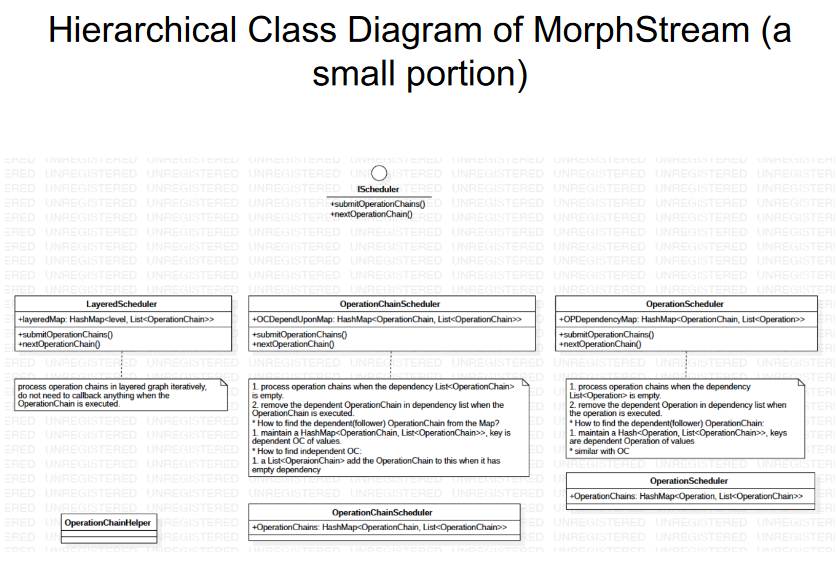 Hierarchical Class Diagram of MorphStream (a
small portion)
IScheduler
+submitOperationChains()
+nextOperationChain()
LayeredScheduler
+layeredMap: HashMap<level, List<OperationChain>>
+submitOperationChains()
+nextOperationChain()
OperationChainScheduler
+OCDependUponMap: HashMap<OperationChain, List<OperationChain>>
+submitOperationChains()
+nextOperationChain()
OperationScheduler
+OPDependencyMap: HashMap<OperationChain, List<Operation>>
+submitOperationChains()
+nextOperationChain()
process operation chains in layered graph iteratively,
do not need to callback anything when the
OperationChain is executed.
1. process operation chains when the dependency List<OperationChain>
is empty.
2. remove the dependent OperationChain in dependency list when the
OperationChain is executed.
* How to find the dependent(follower) OperationChain from the Map?
1. maintain a HashMap<OperationChain, List<OperationChain>>, key is
dependent OC of values.
* How to find independent OC:
1. a List<OperaionChain> add the OperationChain to this when it has
empty dependency
1. process operation chains when the dependency
List<Operation> is empty.
2. remove the dependent Operation in dependency list when
the operation is executed.
* How to find the dependent(follower) OperationChain:
1. maintain a Hash<Operation, List<OperationChain>>, keys
are dependent Operation of values
* similar with OC
OperationChainHelper
OperationChainScheduler
+OperationChains: HashMap<OperationChain, List<OperationChain>>
OperationScheduler
+OperationChains: HashMap<Operation, List<OperationChain>>
UNREGISTERED